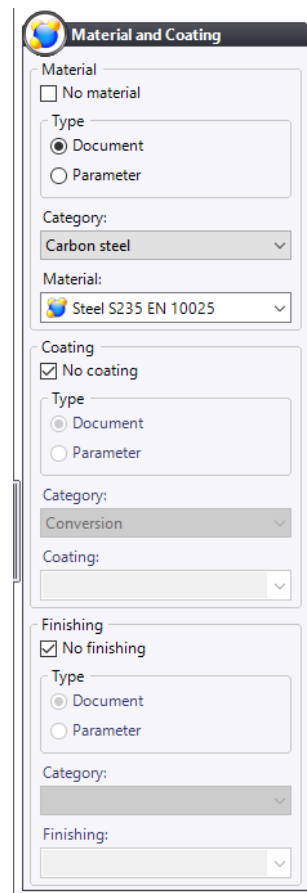 Material and Coating
Material
No material
Type
Document
Parameter
Category:
Carbon steel
Material:
Steel S235 EN 10025
Coating
No coating
Type
Document
Parameter
Category:
Conversion
Coating:
Finishing
No finishing
Type
Document
Parameter
Category:
Finishing: